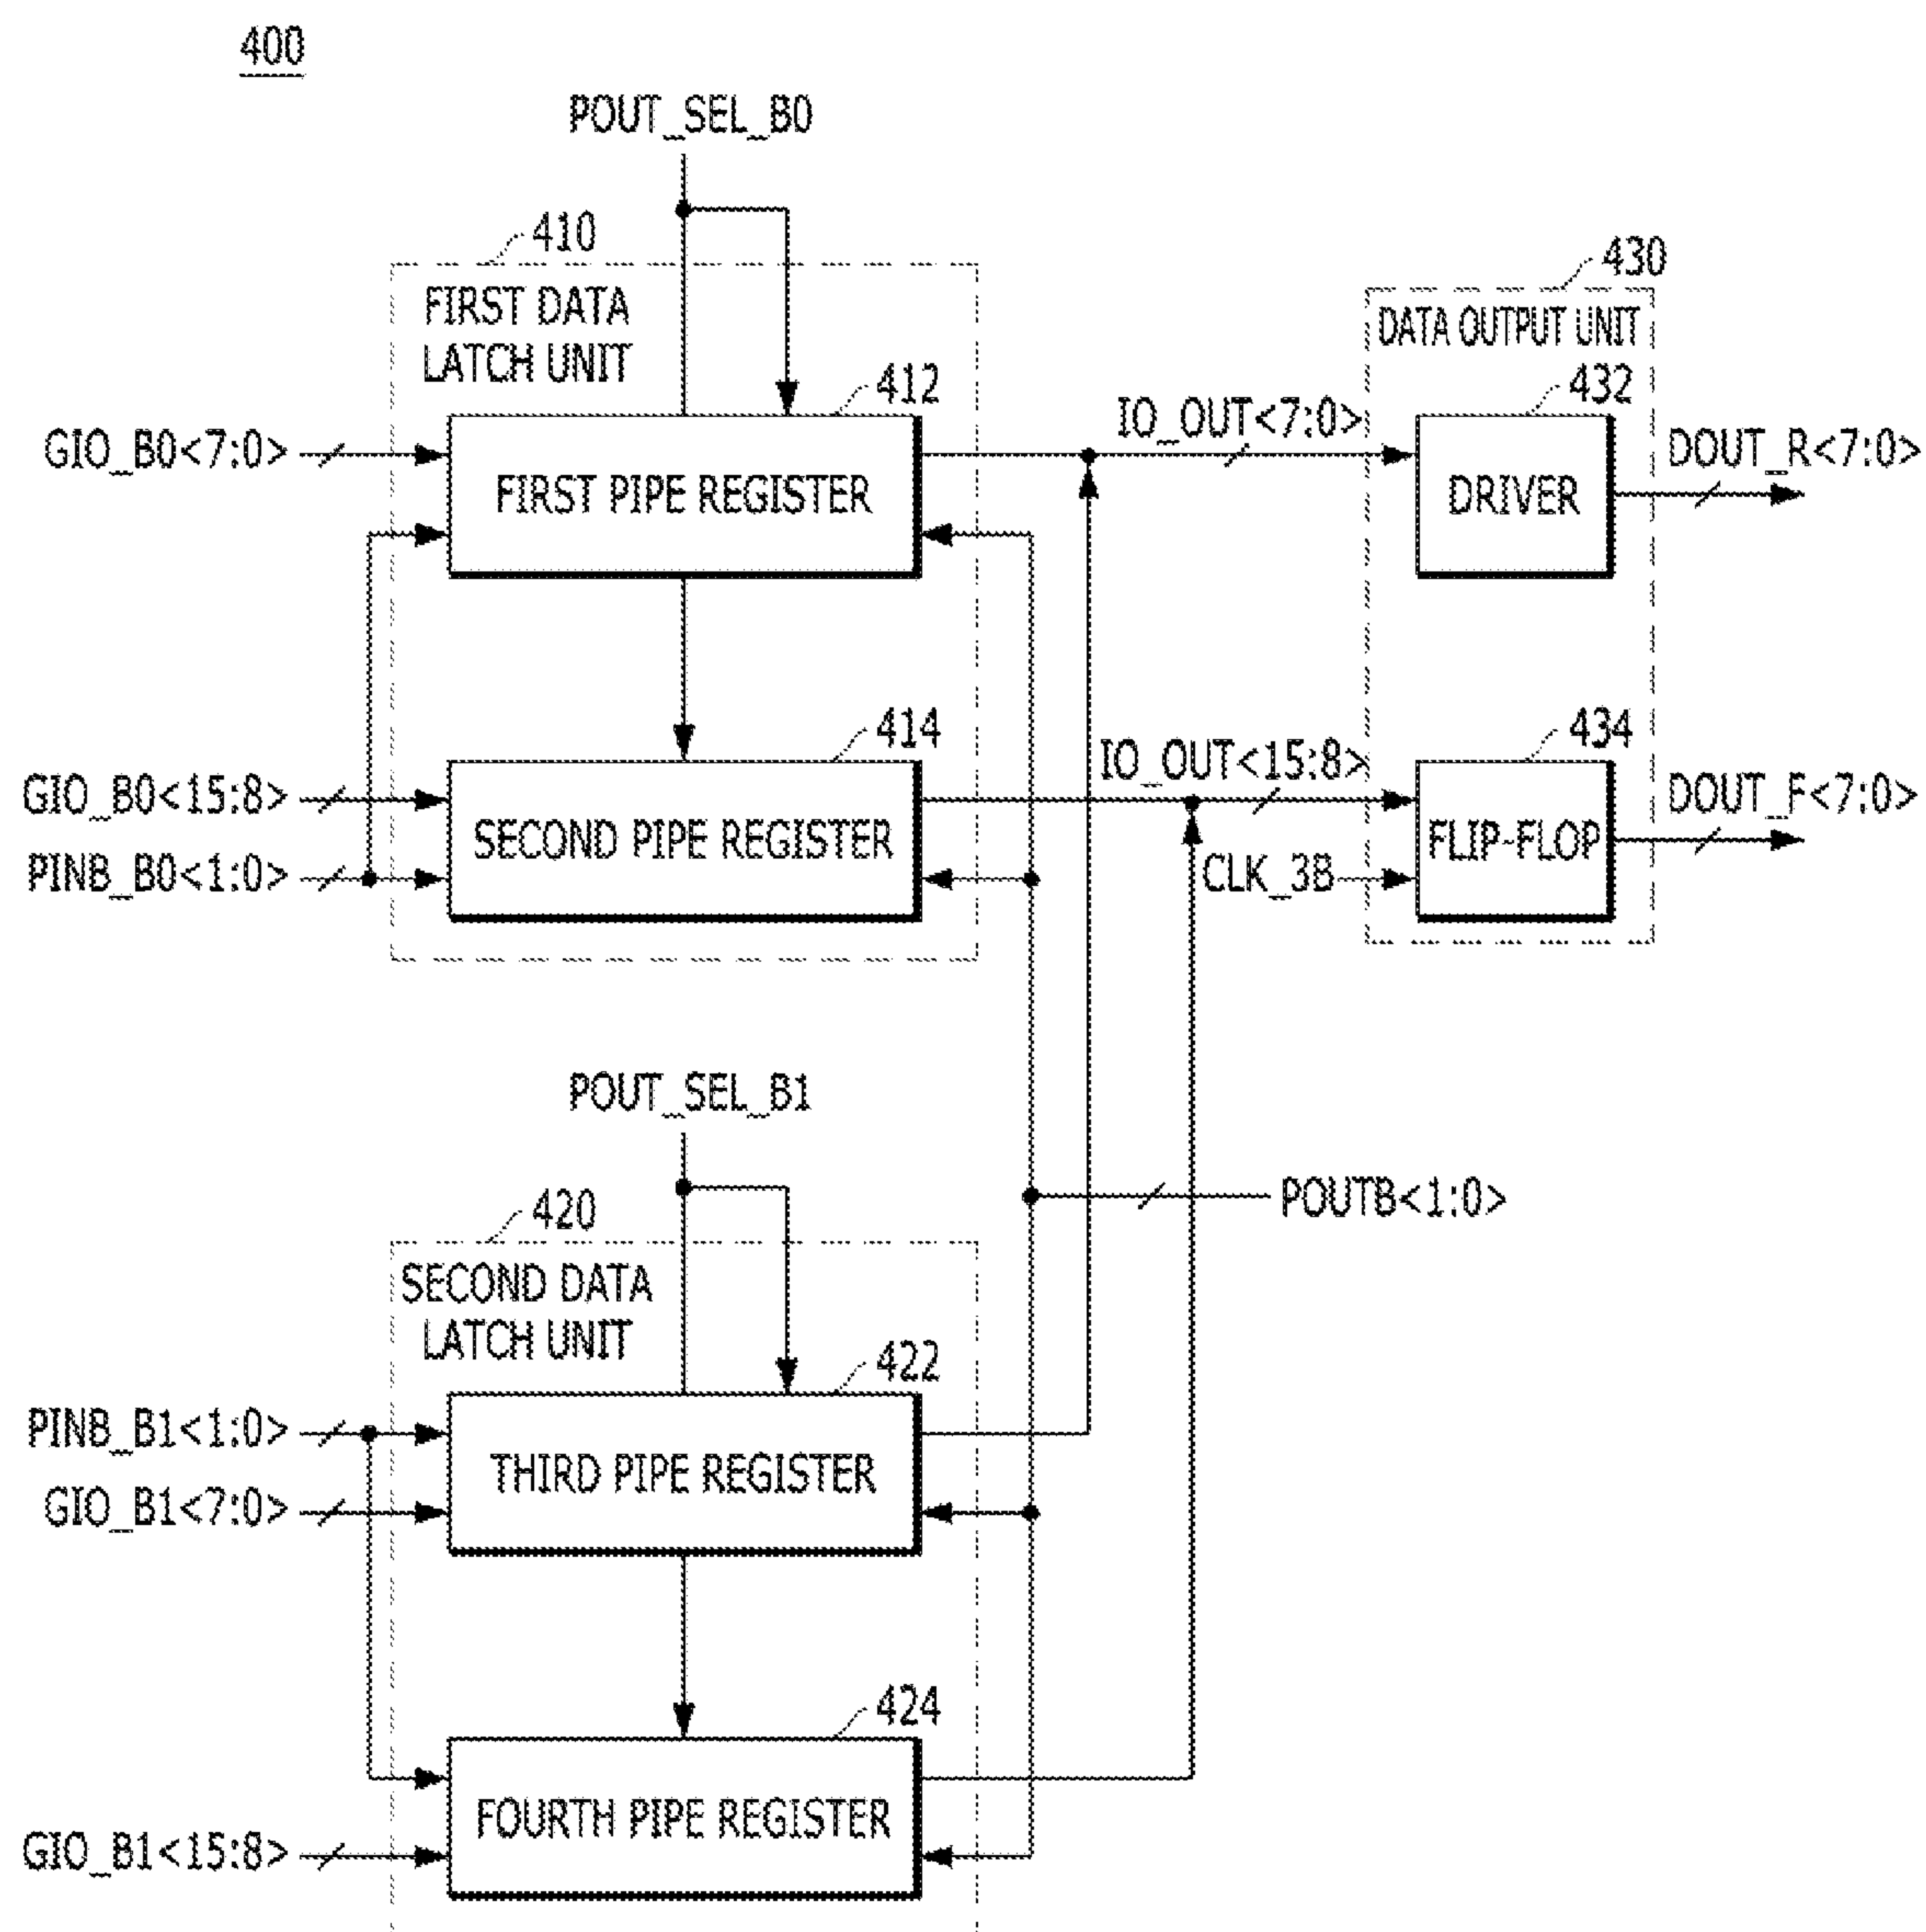 400
POUT_SEL_B0
410
FIRST DATA
LATCH UNIT
430
DATA OUTPUT UNIT
412
GIO_B0<7:0>
FIRST PIPE REGISTER
IO_OUT<7:0>
432
DRIVER
DOUT_R<7:0>
414
GIO_B0<15:8>
PINB_B0<1:0>
SECOND PIPE REGISTER
IO_OUT<15:8>
CLK_3B
434
FLIP-FLOP
DOUT_F<7:0>
POUT_SEL_B1
420
SECOND DATA
LATCH UNIT
POUTB<1:0>
422
PINB_B1<1:0>
GIO_B1<7:0>
THIRD PIPE REGISTER
424
FOURTH PIPE REGISTER
GIO_B1<15:8>